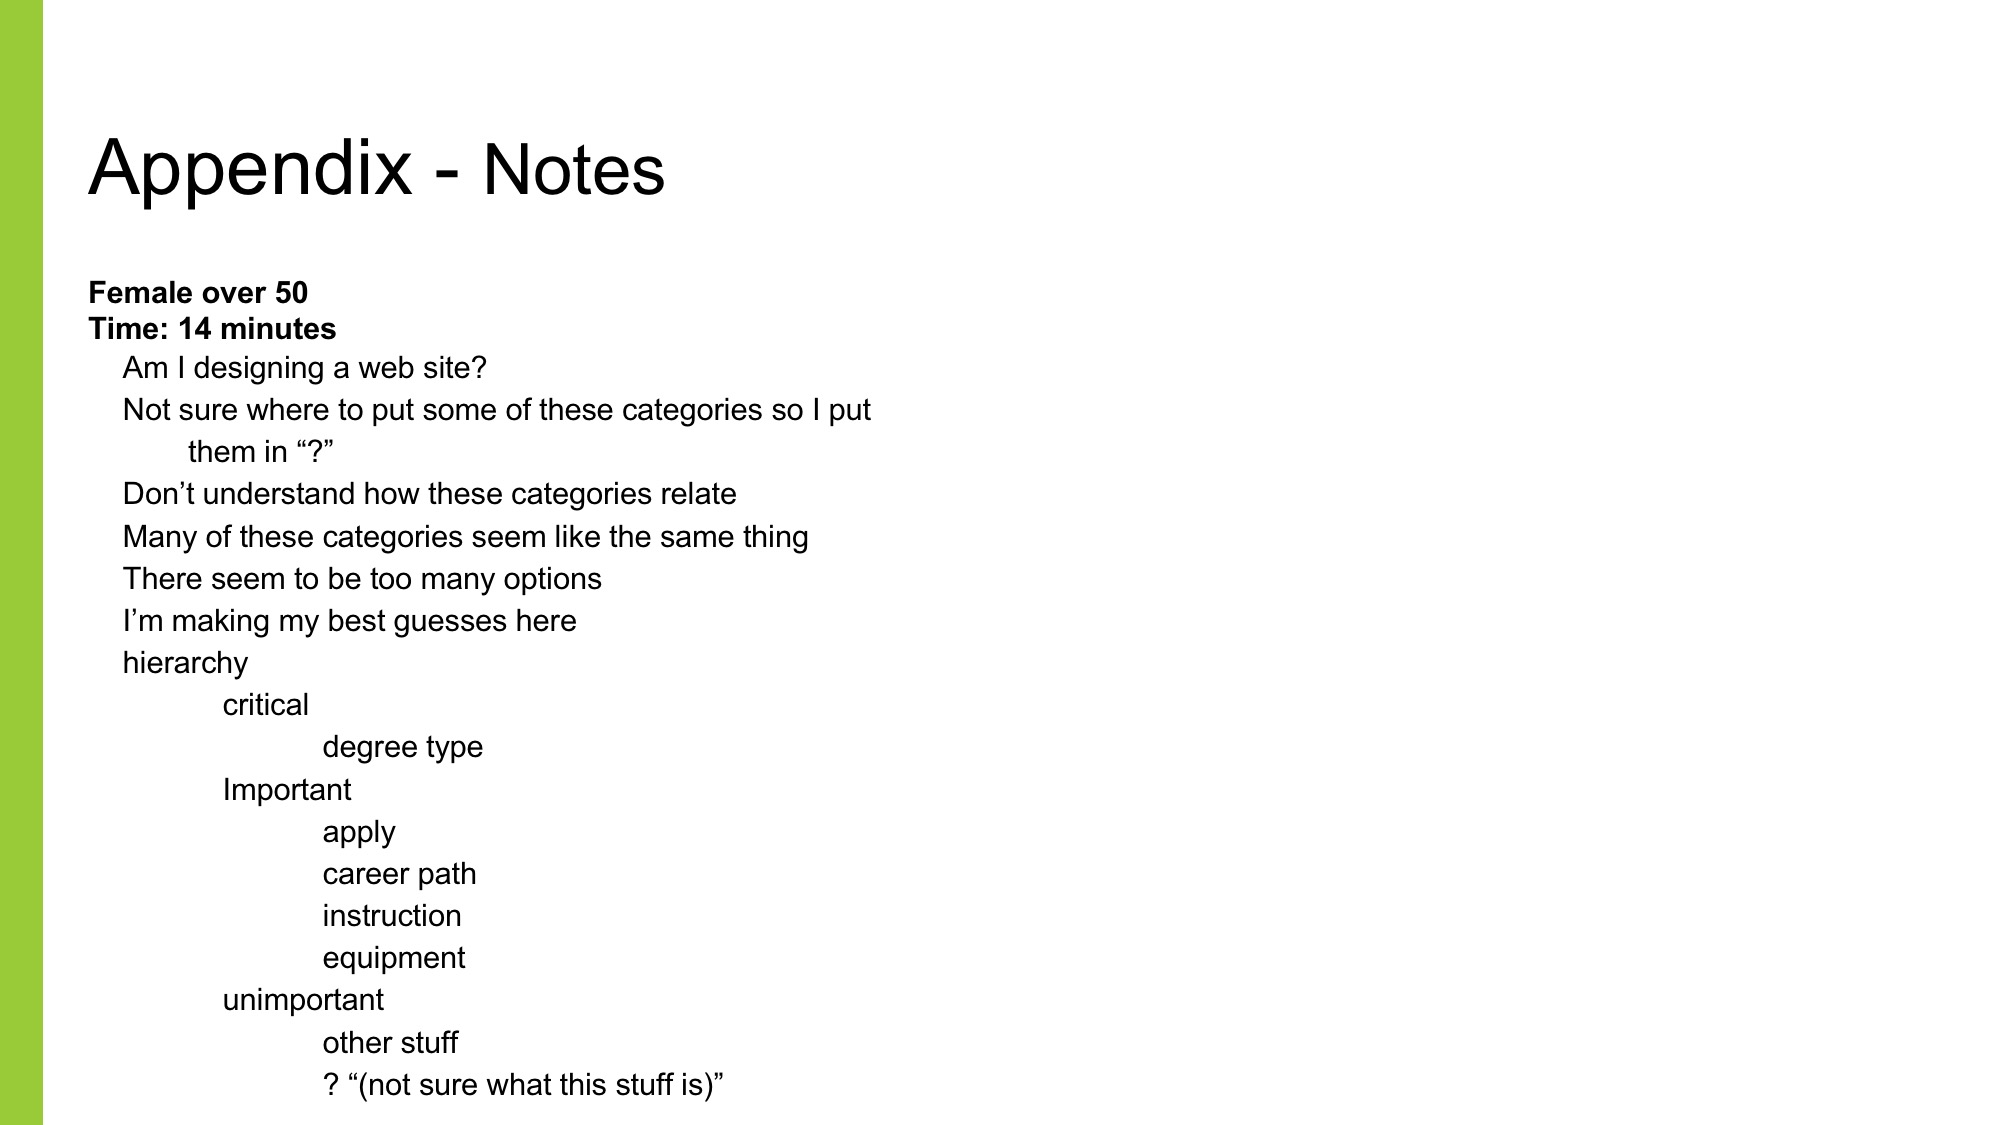 Appendix - Notes
Female over 50
Time: 14 minutes
Am I designing a web site?
Not sure where to put some of these categories so I put
them in “?”
Don’t understand how these categories relate
Many of these categories seem like the same thing
There seem to be too many options
I’m making my best guesses here
hierarchy
critical
degree type
Important
apply
career path
instruction
equipment
unimportant
other stuff
? “(not sure what this stuff is)”